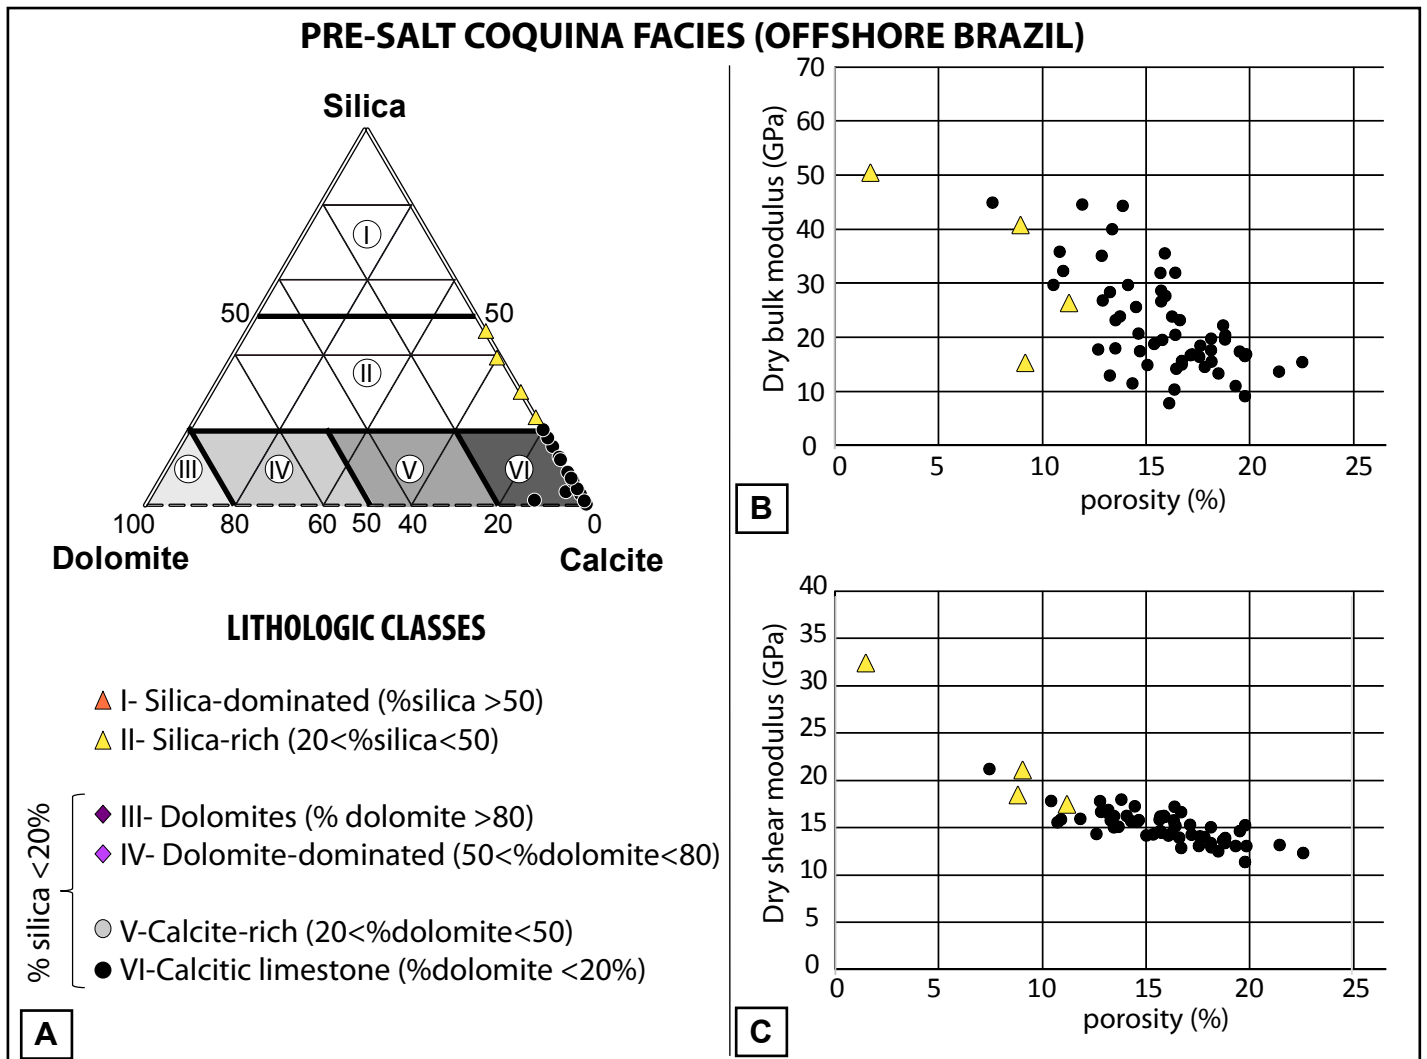 PRE-SALT COQUINA FACIES (OFFSHORE BRAZIL)
Silica
I
50
50
II
III
IV
V
VI
100
80
60
50
40
20
0
Dolomite
Calcite
LITHOLOGIC CLASSES
I- Silica-dominated (%silica >50)
II- Silica-rich (20<%silica<50)
% silica <20%
III- Dolomites (% dolomite >80)
IV- Dolomite-dominated (50<%dolomite<80)
V-Calcite-rich (20<%dolomite<50)
VI-Calcitic limestone (%dolomite <20%)
A
Dry bulk modulus (GPa)
70
60
50
40
30
20
10
0
0
5
10
15
20
25
porosity (%)
B
Dry shear modulus (GPa)
40
35
30
25
20
15
10
5
0
0
5
10
15
20
25
porosity (%)
C